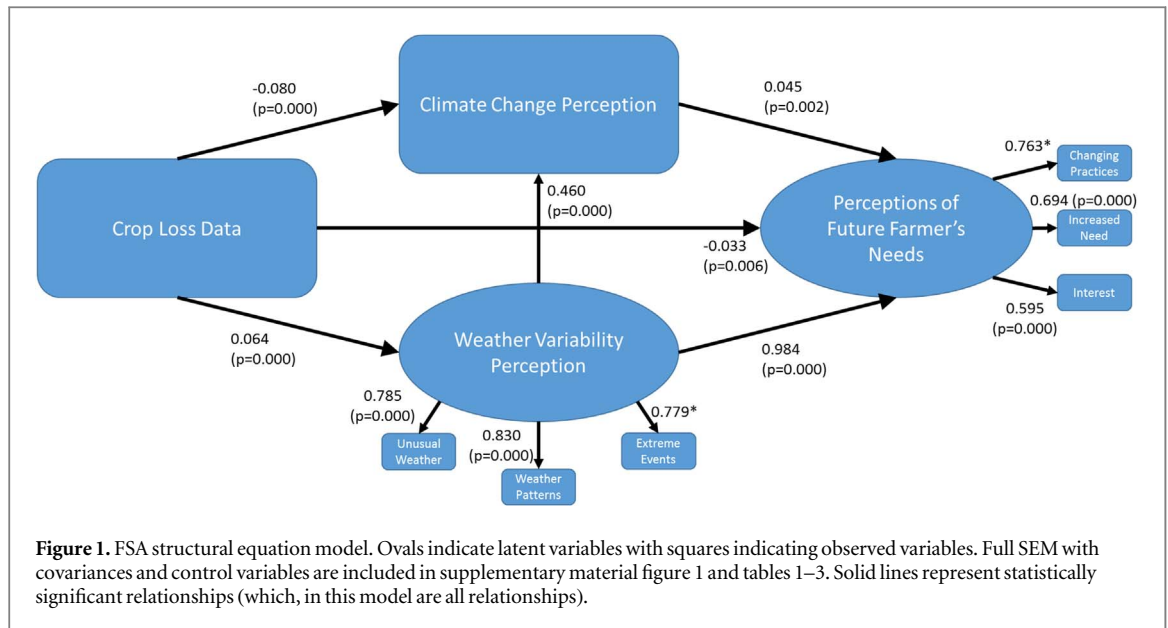 -0.080
(p=0.000)
Climate Change Perception
0.045
(p=0.002)
0.763*
Changing
Practices
0.460
(p=0.000)
Crop Loss Data
Perceptions of
Future Farmer's
Needs
0.694 (p=0.000)
Increased
Need
-0.033
(p=0.006)
Interest
0.595
(p=0.000)
0.064
(p=0.000)
Weather Variability
Perception
0.984
(p=0.000)
0.785
(p=0.000)
0.830
(p=0.000)
0.779*
Unusual
Weather
Weather
Patterns
Extreme
Events
Figure 1. FSA structural equation model. Ovals indicate latent variables with squares indicating observed variables. Full SEM with
covariances and control variables are included in supplementary material figure 1 and tables 1–3. Solid lines represent statistically
significant relationships (which, in this model are all relationships).